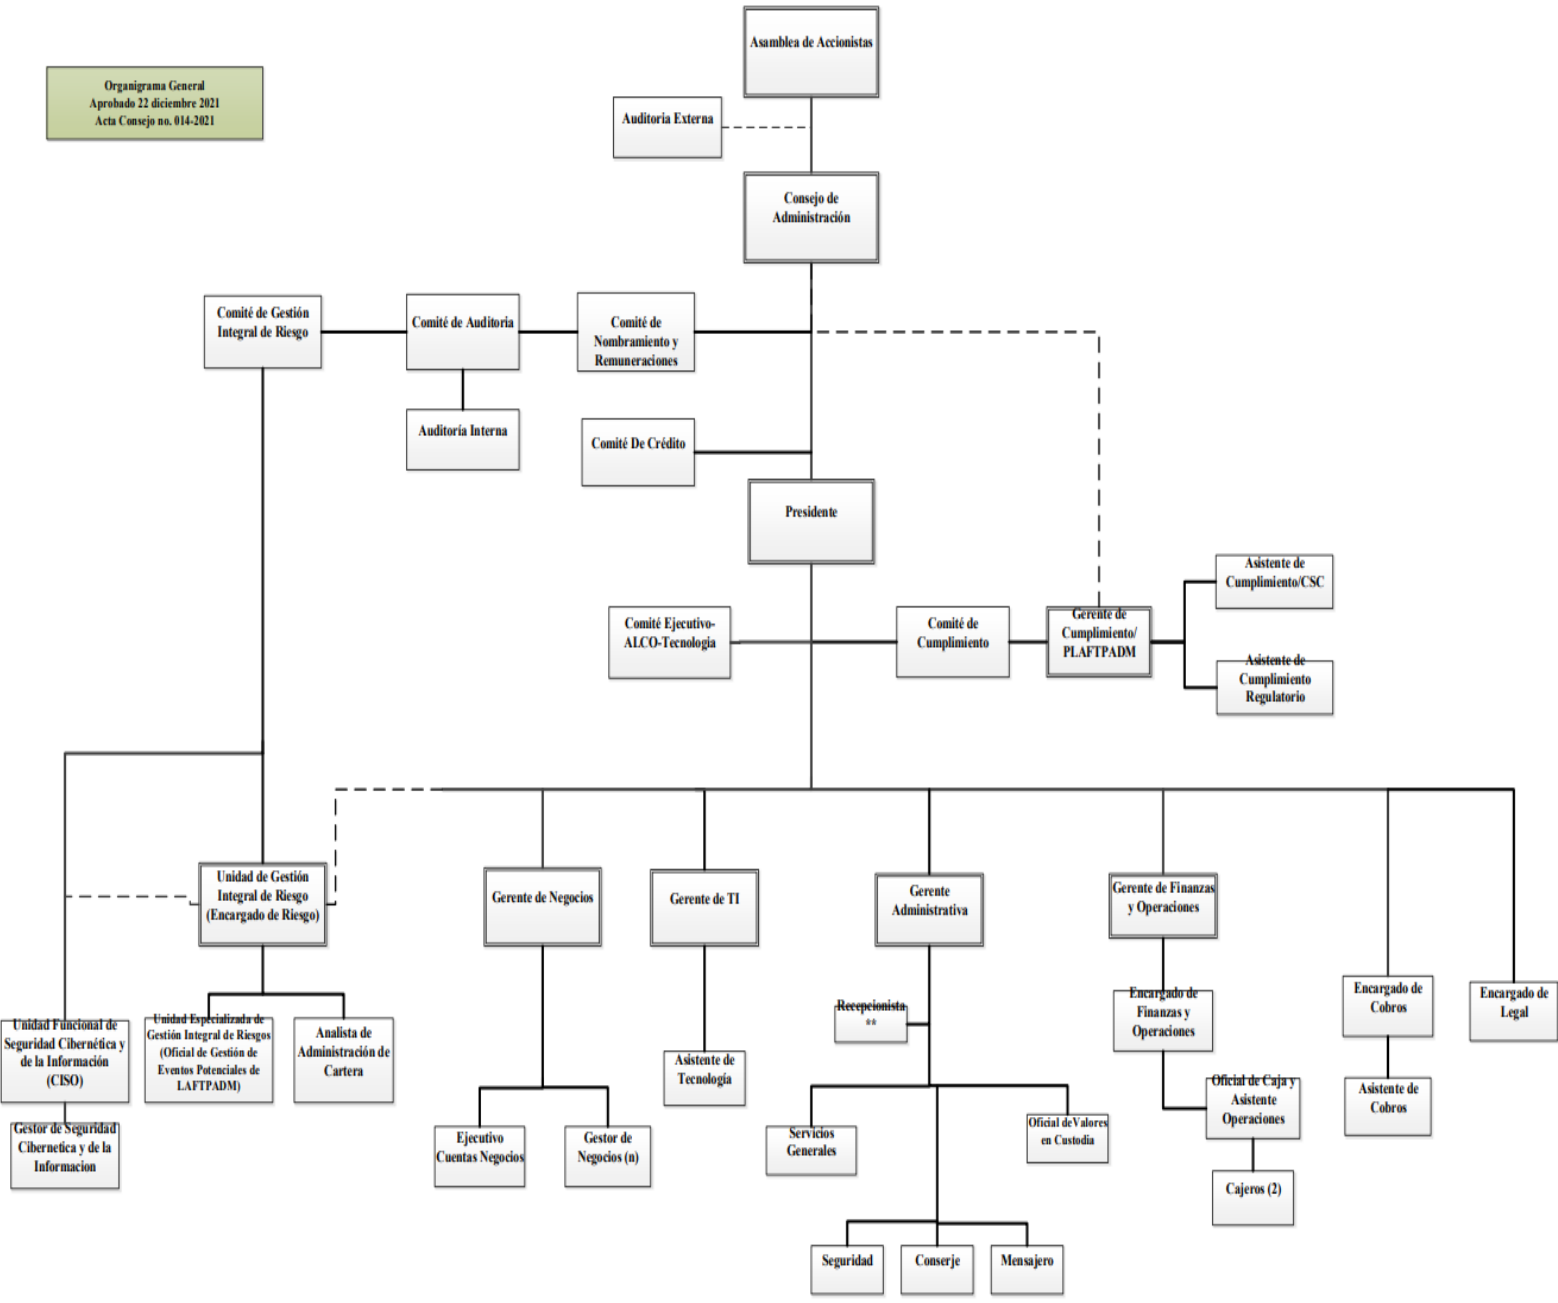 Asamblea de Accionistas
Organigrama General
Aprobado 22 diciembre 2021
Acta Consejo no. 014-2021
Auditoria Externa
Consejo de
Administración
Comité de Gestión
Integral de Riesgo
Comité de Auditoria
Comité de
Nombramiento y
Remuneraciones
Auditoría Interna
Comité De Crédito
Presidente
Comité Ejecutivo-
ALCO-Tecnologia
Comité de
Cumplimiento
Gerente de
Cumplimiento/
PLAFTPADM
Asistente de
Cumplimiento/CSC
Asistente de
Cumplimiento
Regulatorio
Unidad de Gestión
Integral de Riesgo
(Encargado de Riesgo)
Gerente de Negocios
Gerente de TI
Gerente
Administrativa
Gerente de Finanzas
y Operaciones
Encargado de
Cobros
Encargado de
Legal
Recepcionista
**
Encargado de
Finanzas y
Operaciones
Unidad Funcional de
Seguridad Cibernética y
de la Información
(CISO)
Unidad Especializada de
Gestión Integral de Riesgos
(Oficial de Gestión de
Eventos Potenciales de
LAFTPADM)
Analista de
Administración de
Cartera
Asistente de
Tecnología
Oficial de Caja y
Asistente
Operaciones
Asistente de
Cobros
Gestor de Seguridad
Cibernetica y de la
Informacion
Ejecutivo
Cuentas Negocios
Gestor de
Negocios (n)
Servicios
Generales
Oficial de Valores
en Custodia
Cajeros (2)
Seguridad
Conserje
Mensajero